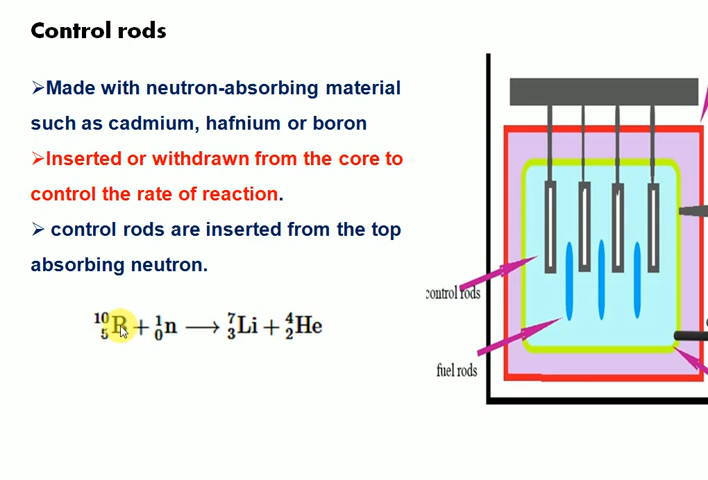 Control rods
➢Made with neutron-absorbing material
such as cadmium, hafnium or boron
➢Inserted or withdrawn from the core to
control the rate of reaction.
➢ control rods are inserted from the top
absorbing neutron.
¹⁰₅B + ¹₀n ⟶ ⁷₃Li + ⁴₂He
control rods
fuel rods